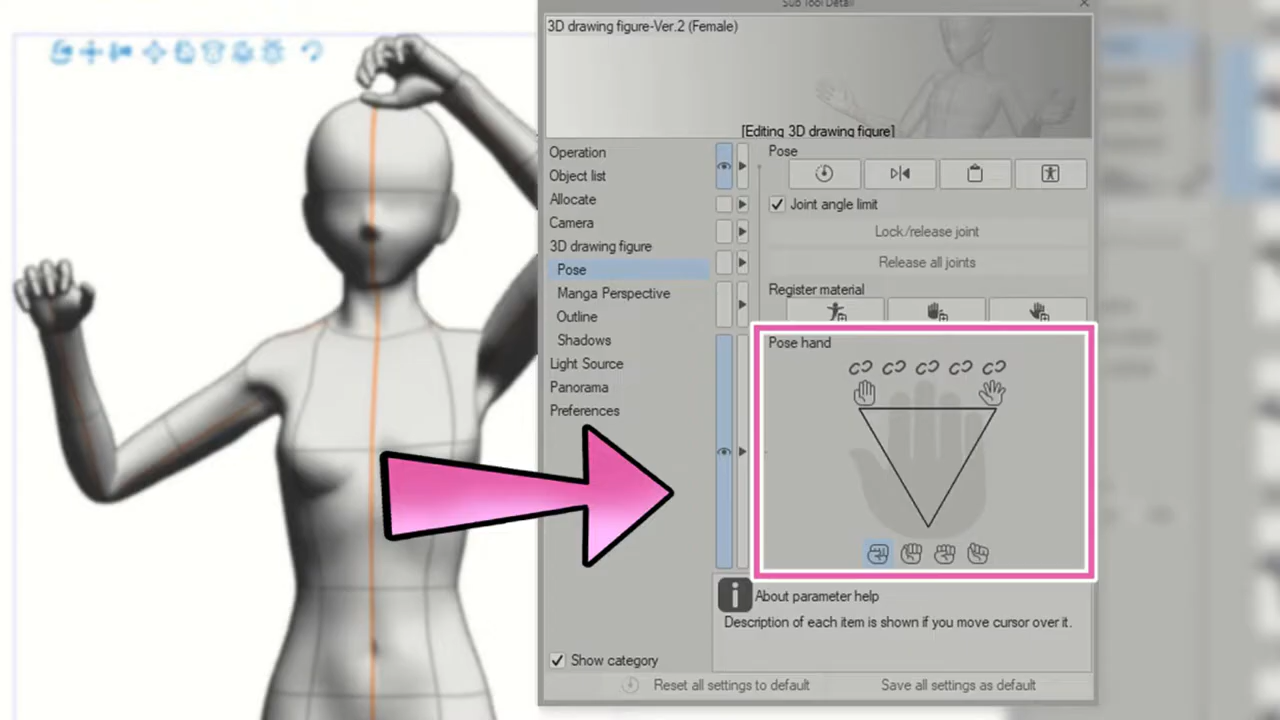 Sub Tool Detail
3D drawing figure-Ver.2 (Female)
[Editing 3D drawing figure]
Operation
Object list
Allocate
Camera
3D drawing figure
Pose
Manga Perspective
Outline
Shadows
Light Source
Panorama
Preferences
Pose
Joint angle limit
Lock/release joint
Release all joints
Register material
Pose hand
About parameter help
Description of each item is shown if you move cursor over it.
Show category
Reset all settings to default
Save all settings as default